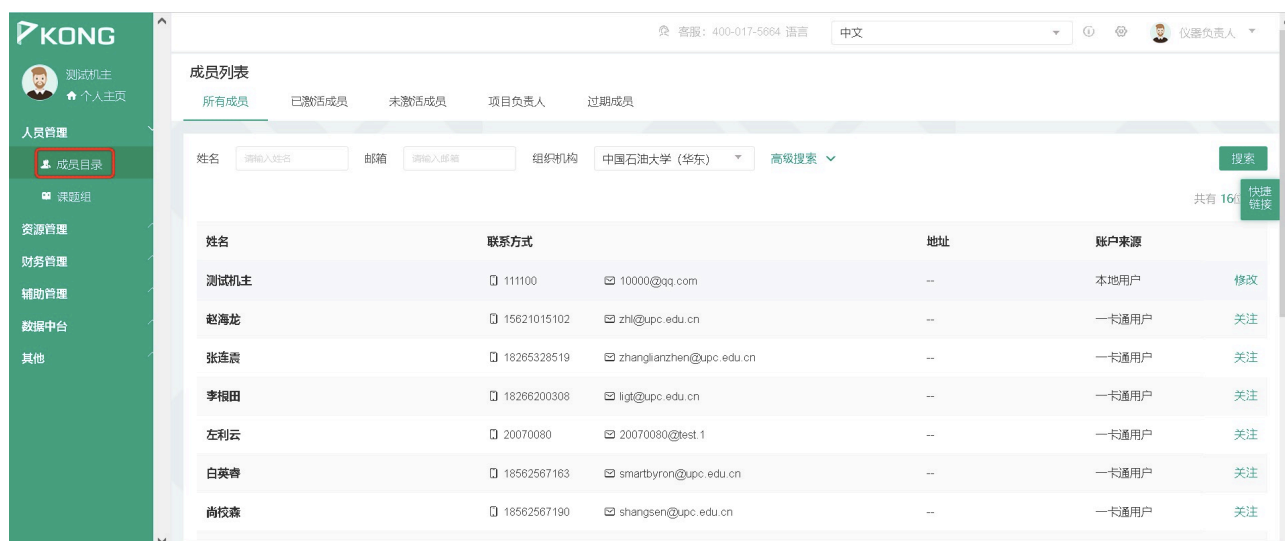 PKONG
客服：400-017-5664 语言 中文 仪器负责人
测试机主
个人主页
人员管理
成员目录
课题组
资源管理
财务管理
辅助管理
数据中台
其他
成员列表
所有成员 已激活成员 未激活成员 项目负责人 过期成员
姓名 请输入姓名 邮箱 请输入邮箱 组织机构 中国石油大学（华东） 高级搜索 搜索
共有 16位
快捷
链接
姓名 联系方式 地址 账户来源
测试机主 111100 10000@qq.com -- 本地用户 修改
赵海龙 15621015102 zhl@upc.edu.cn -- 一卡通用户 关注
张连震 18265328519 zhanglianzhen@upc.edu.cn -- 一卡通用户 关注
李根田 18266200308 ligt@upc.edu.cn -- 一卡通用户 关注
左利云 20070080 20070080@test.1 -- 一卡通用户 关注
白英睿 18562567163 smartbyron@upc.edu.cn -- 一卡通用户 关注
尚校森 18562567190 shangsen@upc.edu.cn -- 一卡通用户 关注